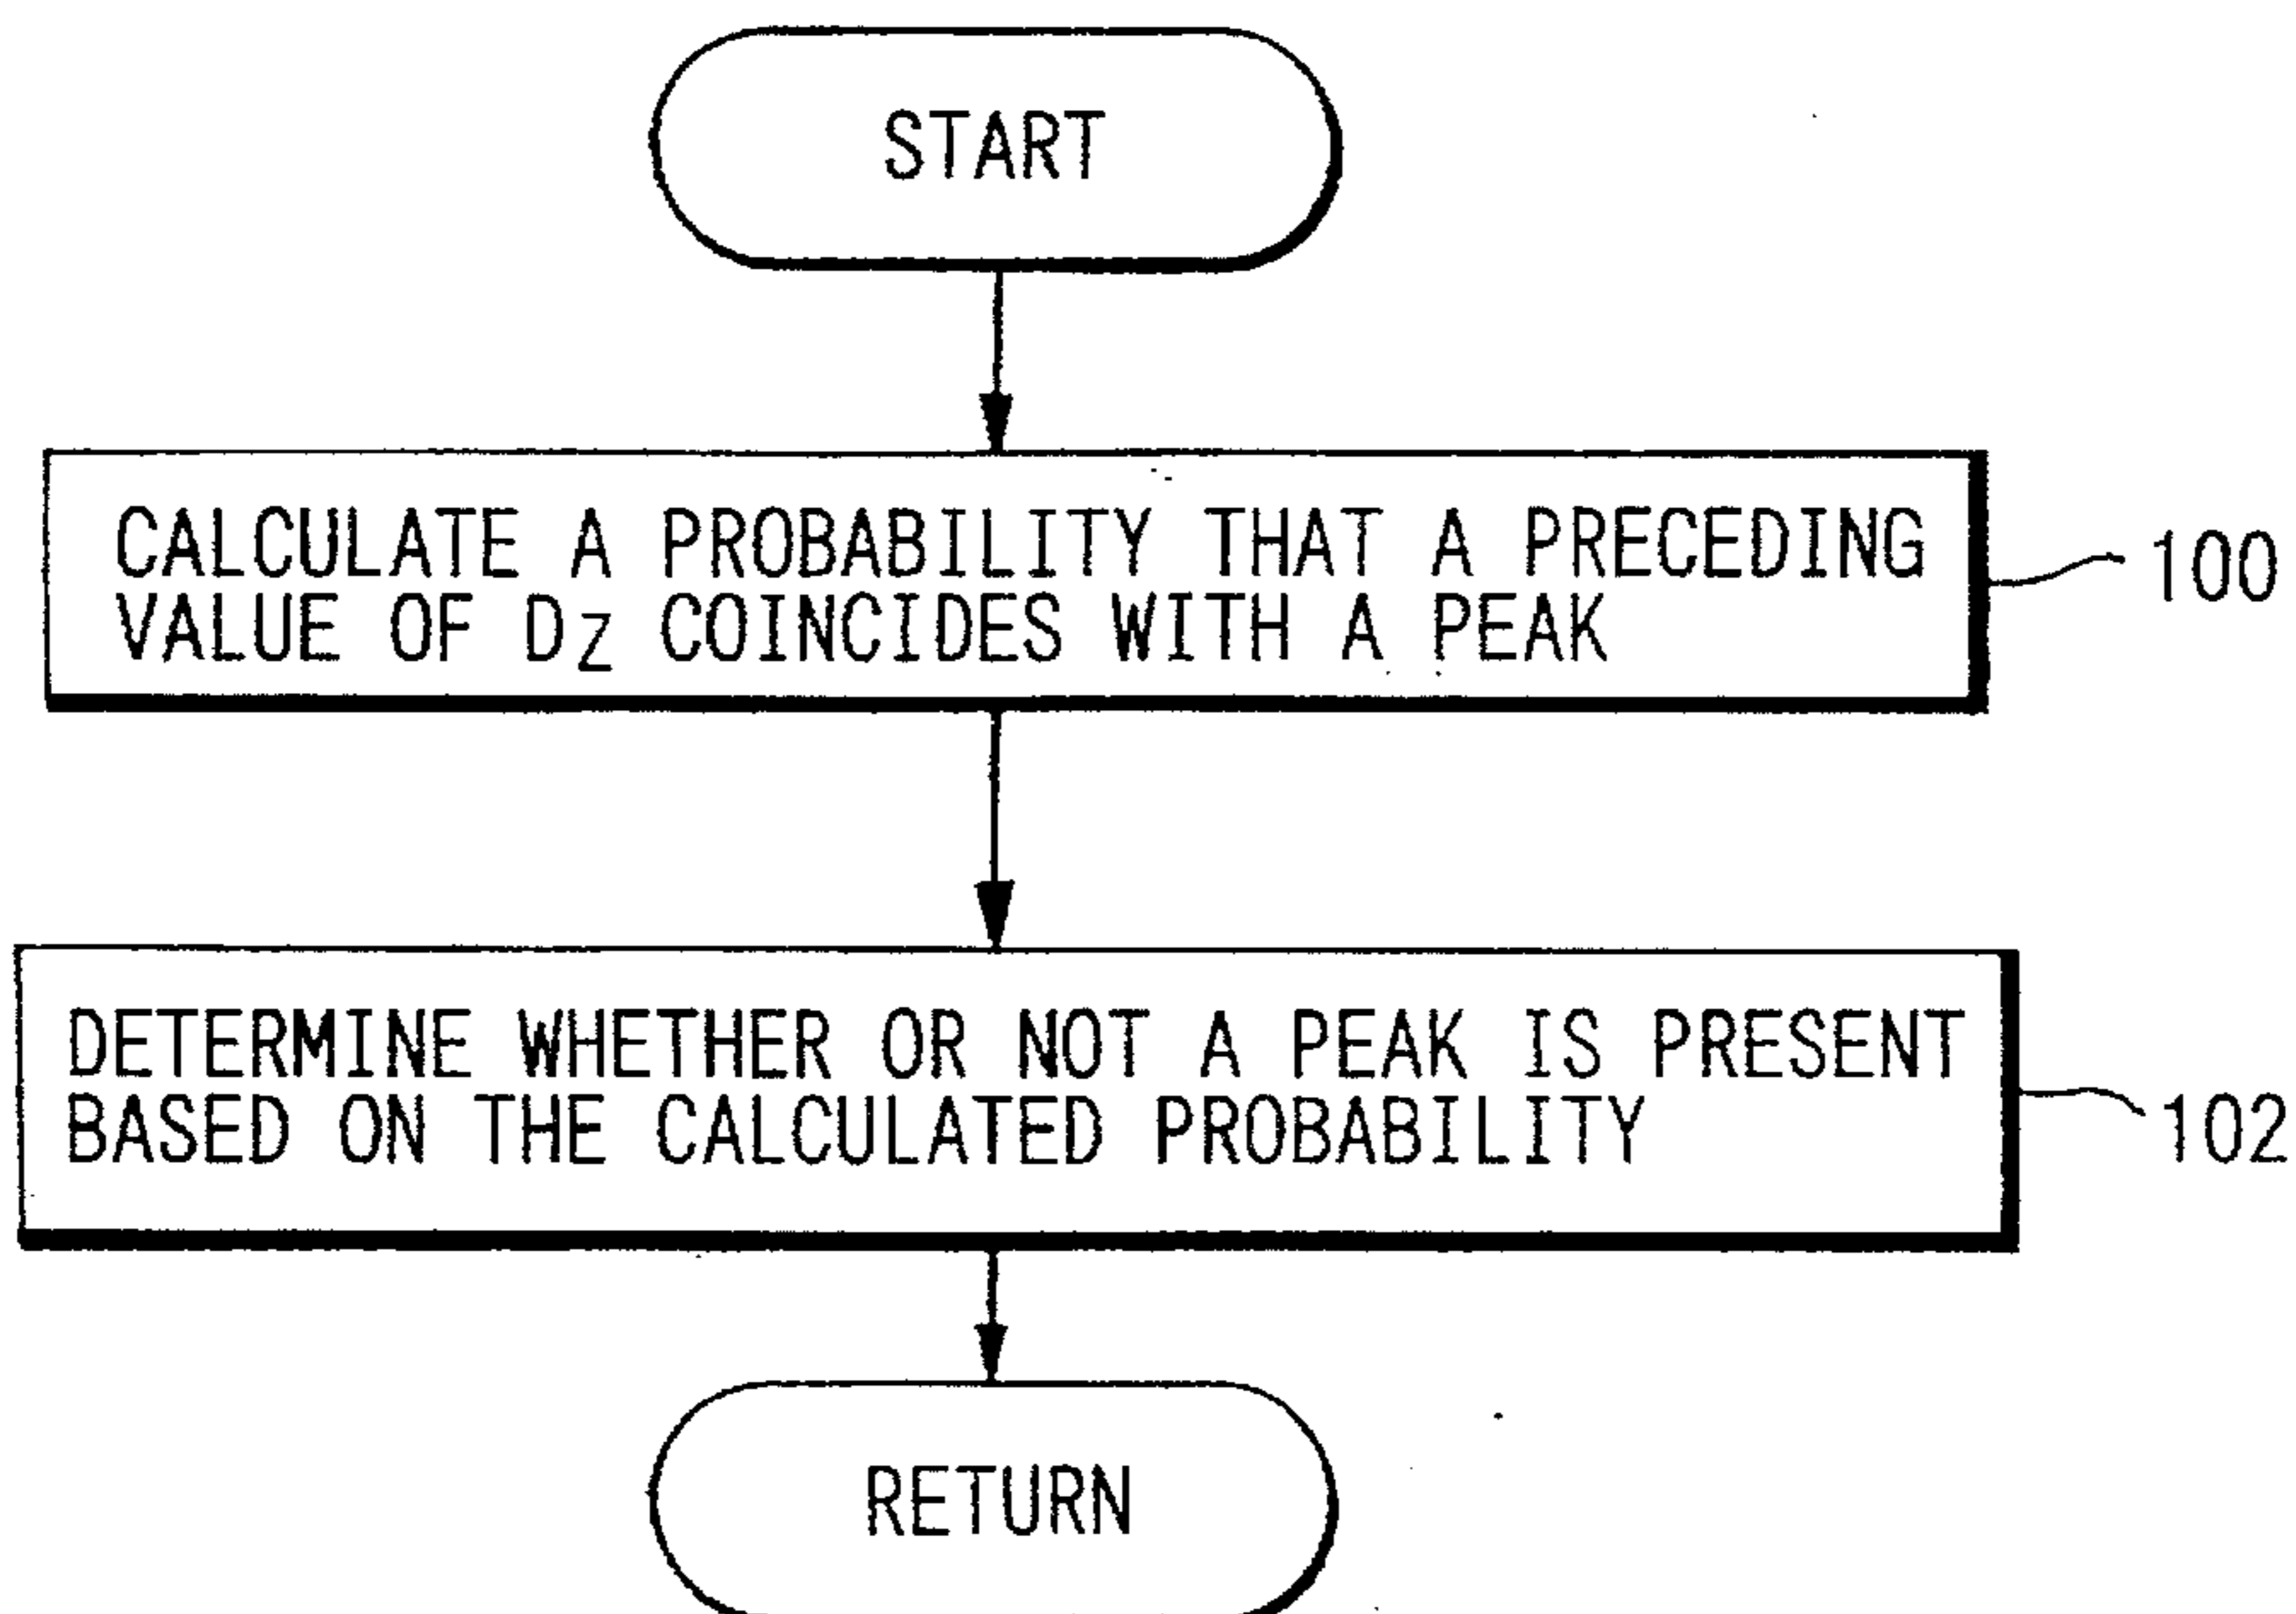 START
CALCULATE A PROBABILITY THAT A PRECEDING
VALUE OF DZ COINCIDES WITH A PEAK
100
DETERMINE WHETHER OR NOT A PEAK IS PRESENT
BASED ON THE CALCULATED PROBABILITY
102
RETURN